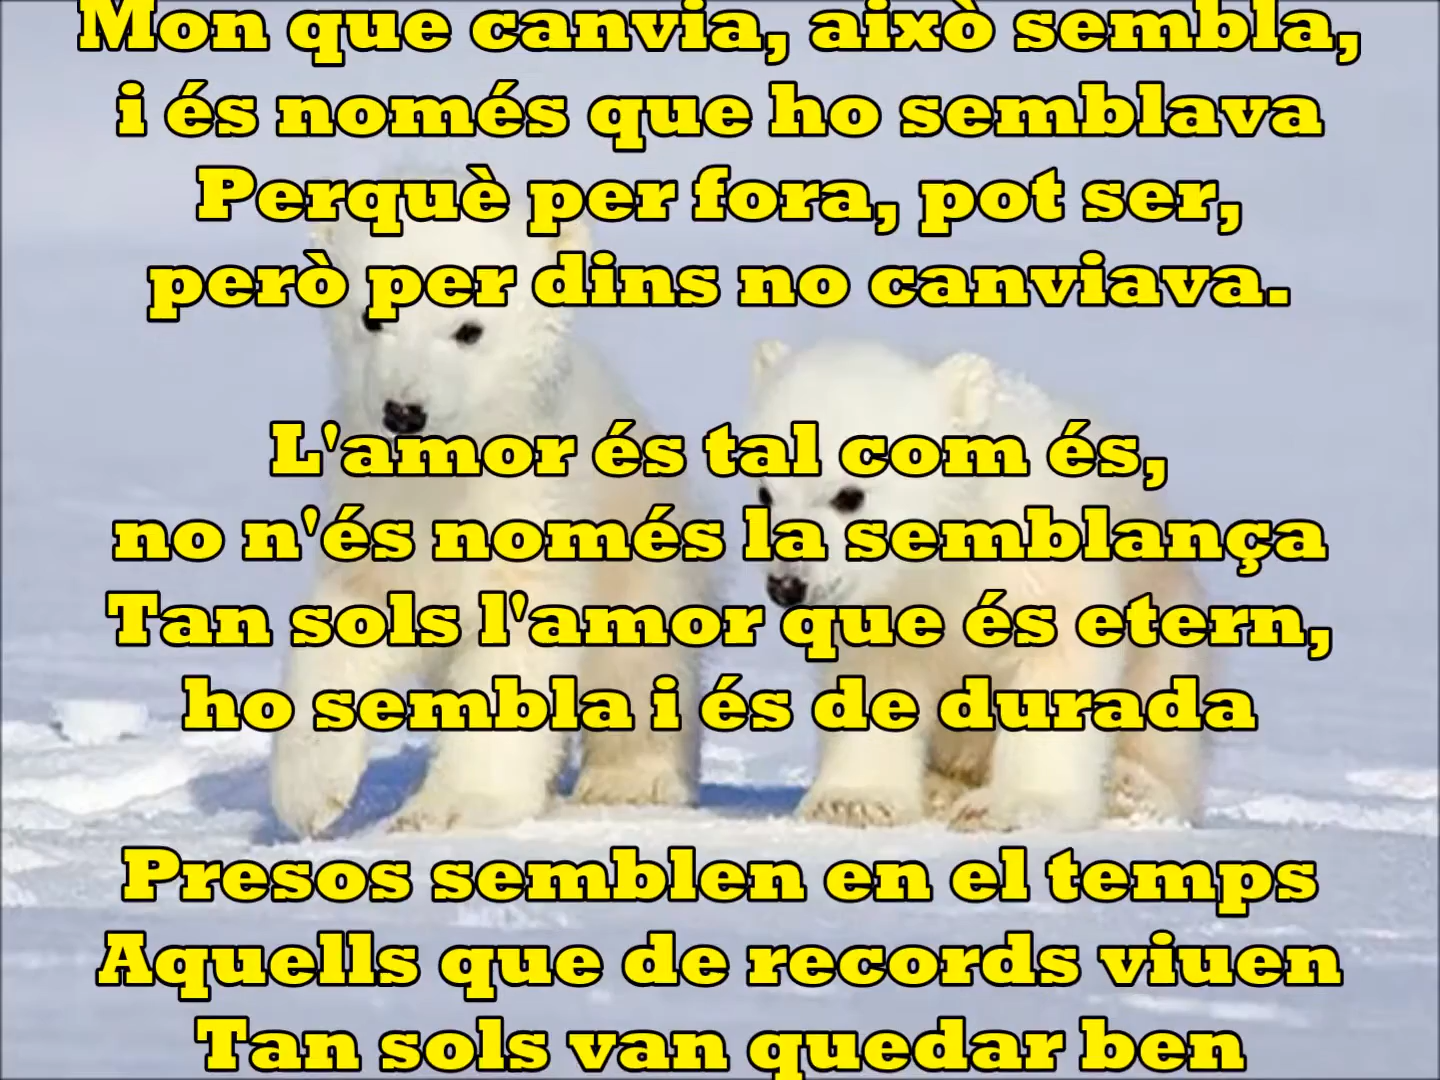 Mon que canvia, això sembla,
i és només que ho semblava
Perquè per fora, pot ser,
però per dins no canviava.
L'amor és tal com és,
no n'és només la semblança
Tan sols l'amor que és etern,
ho sembla i és de durada
Presos semblen en el temps
Aquells que de records viuen
Tan sols van quedar ben